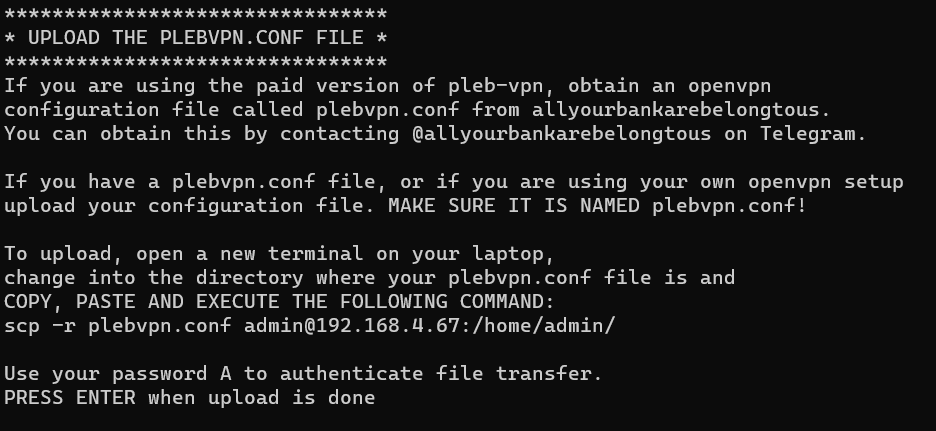 ********************************
* UPLOAD THE PLEBVPN.CONF FILE *
********************************
If you are using the paid version of pleb-vpn, obtain an openvpn
configuration file called plebvpn.conf from allyourbankarebelongtous.
You can obtain this by contacting @allyourbankarebelongtous on Telegram.

If you have a plebvpn.conf file, or if you are using your own openvpn setup
upload your configuration file. MAKE SURE IT IS NAMED plebvpn.conf!

To upload, open a new terminal on your laptop,
change into the directory where your plebvpn.conf file is and
COPY, PASTE AND EXECUTE THE FOLLOWING COMMAND:
scp -r plebvpn.conf admin@192.168.4.67:/home/admin/

Use your password A to authenticate file transfer.
PRESS ENTER when upload is done